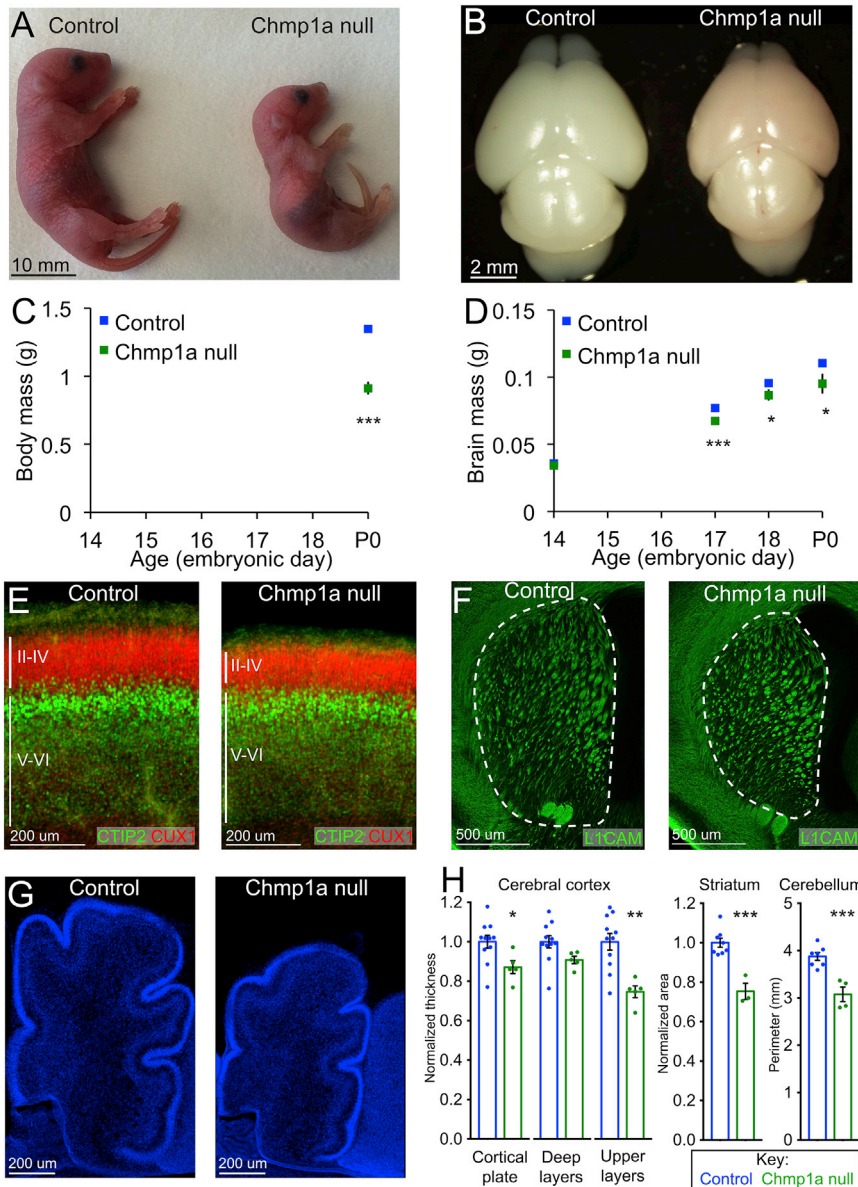 A
Control
Chmp1a null
10 mm
B
Control
Chmp1a null
2 mm
C
1.5
1
0.5
0
Body mass (g)
Control
Chmp1a null
***
14 15 16 17 18 P0
Age (embryonic day)
D
0.15
0.1
0.05
0
Brain mass (g)
Control
Chmp1a null
***
*
*
14 15 16 17 18 P0
Age (embryonic day)
E
Control
II-IV
V-VI
200 um
CTIP2 CUX1
Chmp1a null
II-IV
V-VI
200 um
CTIP2 CUX1
F
Control
500 um
L1CAM
Chmp1a null
500 um
L1CAM
G
Control
200 um
Chmp1a null
200 um
H
Cerebral cortex
Normalized thickness
1.2
1.0
0.8
0.6
0.4
0.2
0.0
*
**
Cortical plate
Deep layers
Upper layers
Striatum
Normalized area
1.2
1.0
0.8
0.6
0.4
0.2
0.0
***
Cerebellum
Perimeter (mm)
5
4
3
2
1
0
***
Key:
Control Chmp1a null